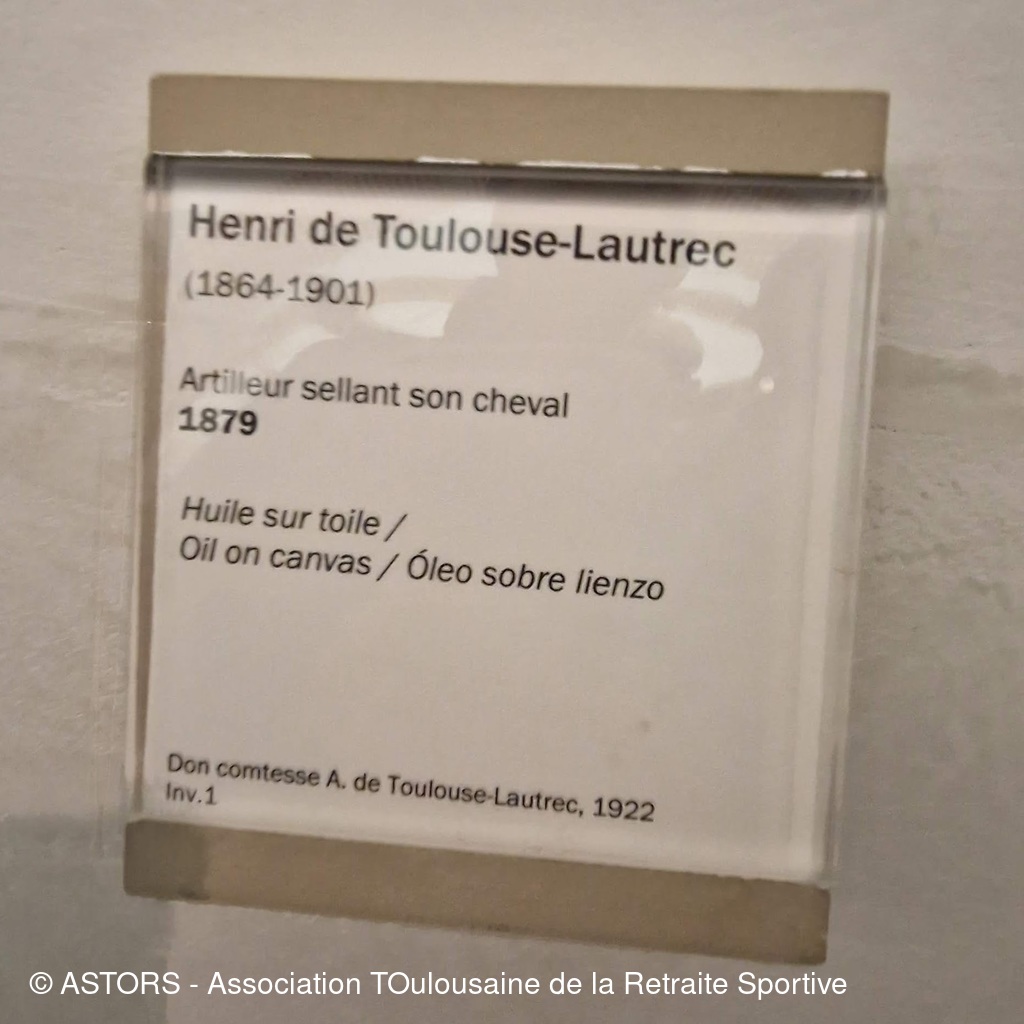 Henri de Toulouse-Lautrec
(1864-1901)
Artilleur sellant son cheval
1879
Huile sur toile /
Oil on canvas / Óleo sobre lienzo
Don comtesse A. de Toulouse-Lautrec, 1922
Inv.1
© ASTORS - Association TOulousaine de la Retraite Sportive